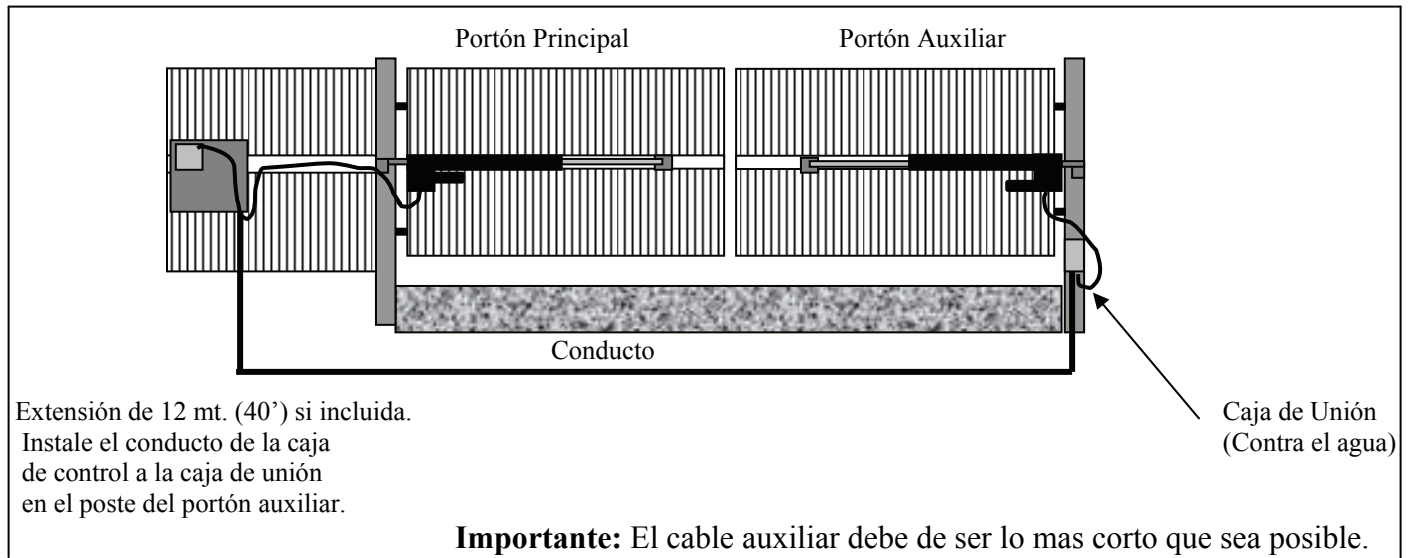 Portón Principal
Portón Auxiliar
Conducto
Extensión de 12 mt. (40’) si incluida.
Instale el conducto de la caja
de control a la caja de unión
en el poste del portón auxiliar.
Caja de Unión
(Contra el agua)
Importante: El cable auxiliar debe de ser lo mas corto que sea posible.